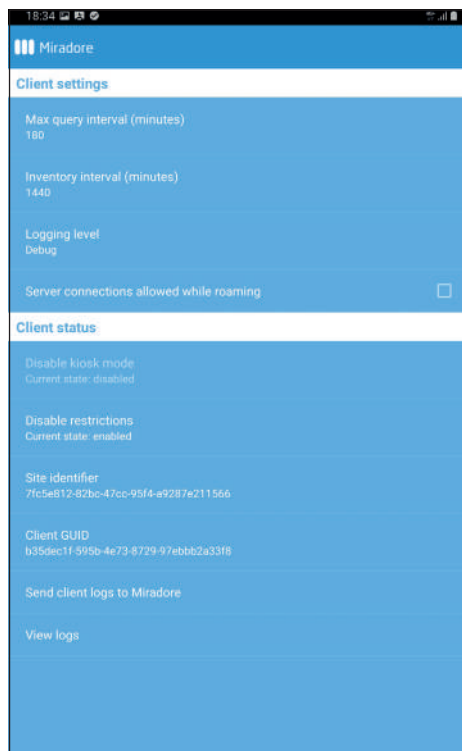 18:34
Miradore
Client settings
Max query interval (minutes)
180
Inventory interval (minutes)
1440
Logging level
Debug
Server connections allowed while roaming
Client status
Disable kiosk mode
Current state: disabled
Disable restrictions
Current state: enabled
Site identifier
7fc5e812-82bc-47cc-95f4-a9287e211566
Client GUID
b35dec1f-595b-4e73-8729-97ebbb2a33f8
Send client logs to Miradore
View logs